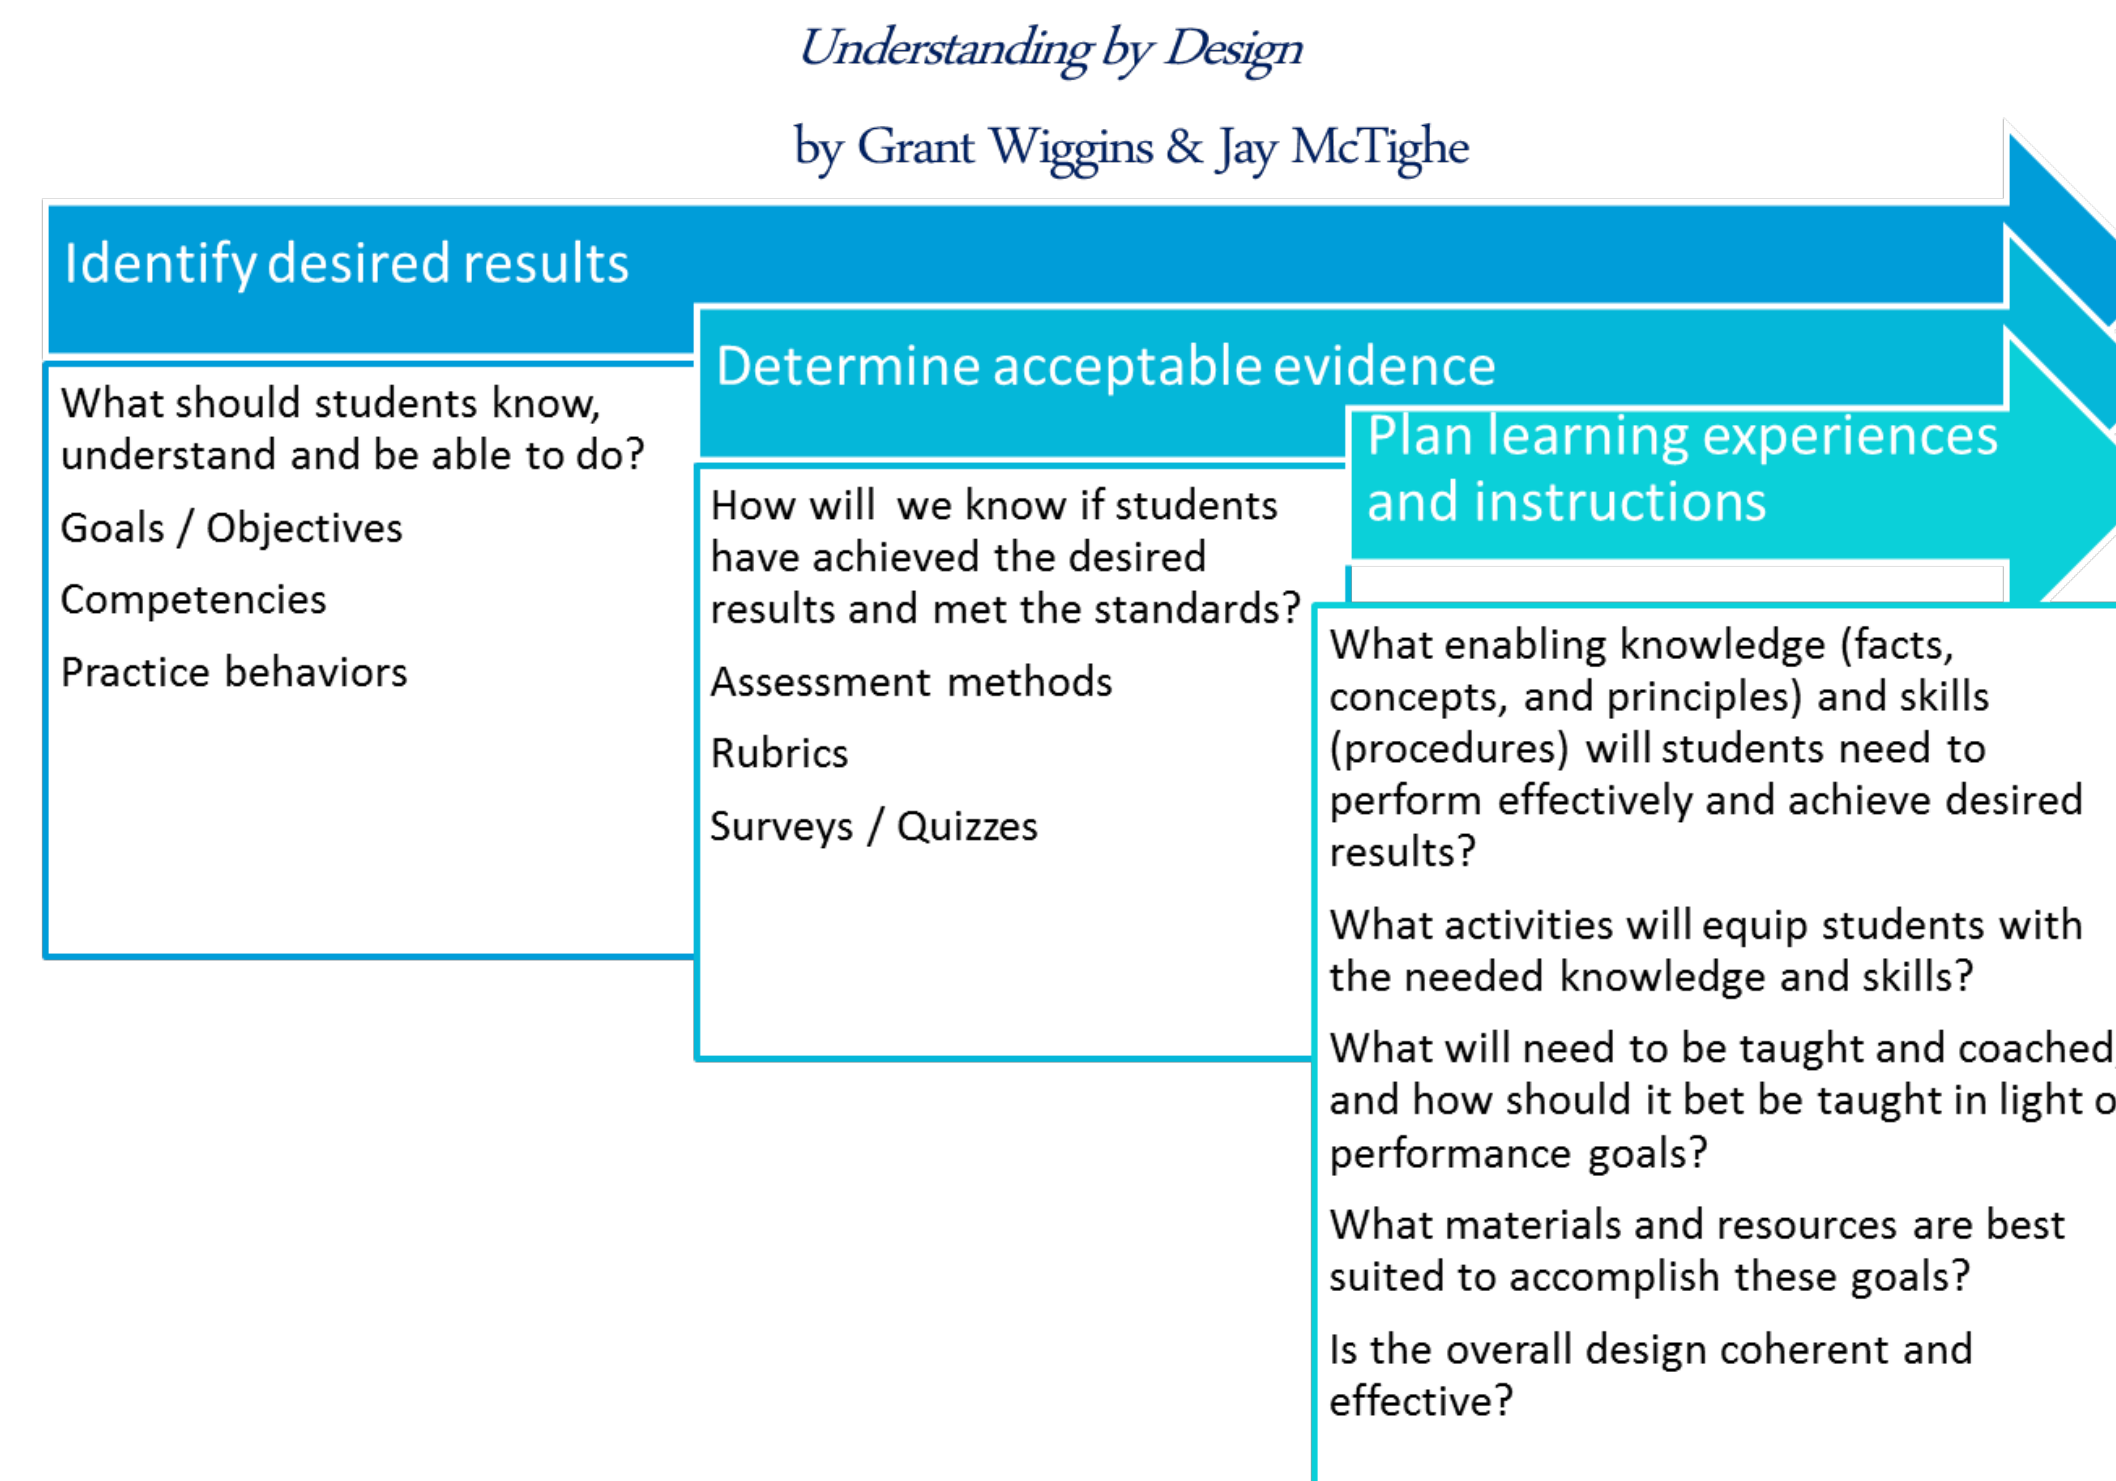 Understanding by Design
by Grant Wiggins & Jay McTighe
Identify desired results
What should students know,
understand and be able to do?
Goals / Objectives
Competencies
Practice behaviors
Determine acceptable evidence
How will we know if students
have achieved the desired
results and met the standards?
Assessment methods
Rubrics
Surveys / Quizzes
Plan learning experiences
and instructions
What enabling knowledge (facts,
concepts, and principles) and skills
(procedures) will students need to
perform effectively and achieve desired
results?
What activities will equip students with
the needed knowledge and skills?
What will need to be taught and coached,
and how should it bet be taught in light
performance goals?
What materials and resources are best
suited to accomplish these goals?
Is the overall design coherent and
effective?